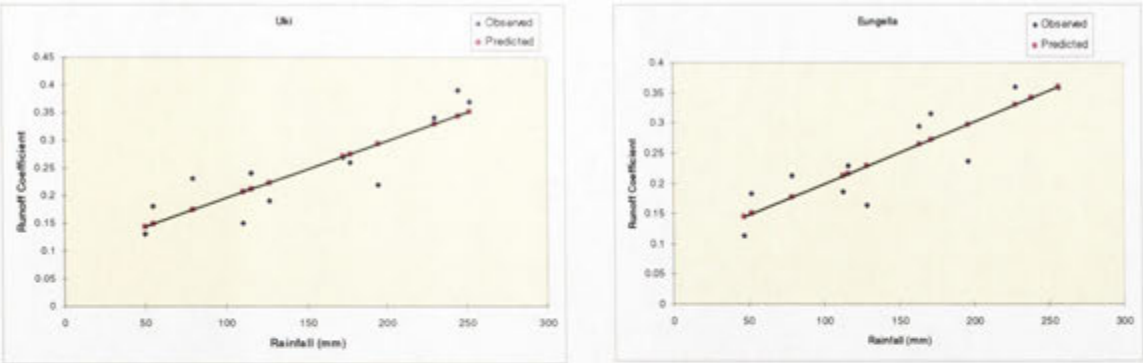 Uki
Observed
Predicted
0.45
0.4
0.35
0.3
0.25
0.2
0.15
0.1
0.05
0
Runoff Coefficient
0 50 100 150 200 250 300
Rainfall (mm)
Eungella
Observed
Predicted
0.4
0.35
0.3
0.25
0.2
0.15
0.1
0.05
0
Runoff Coefficient
0 50 100 150 200 250 300
Rainfall (mm)